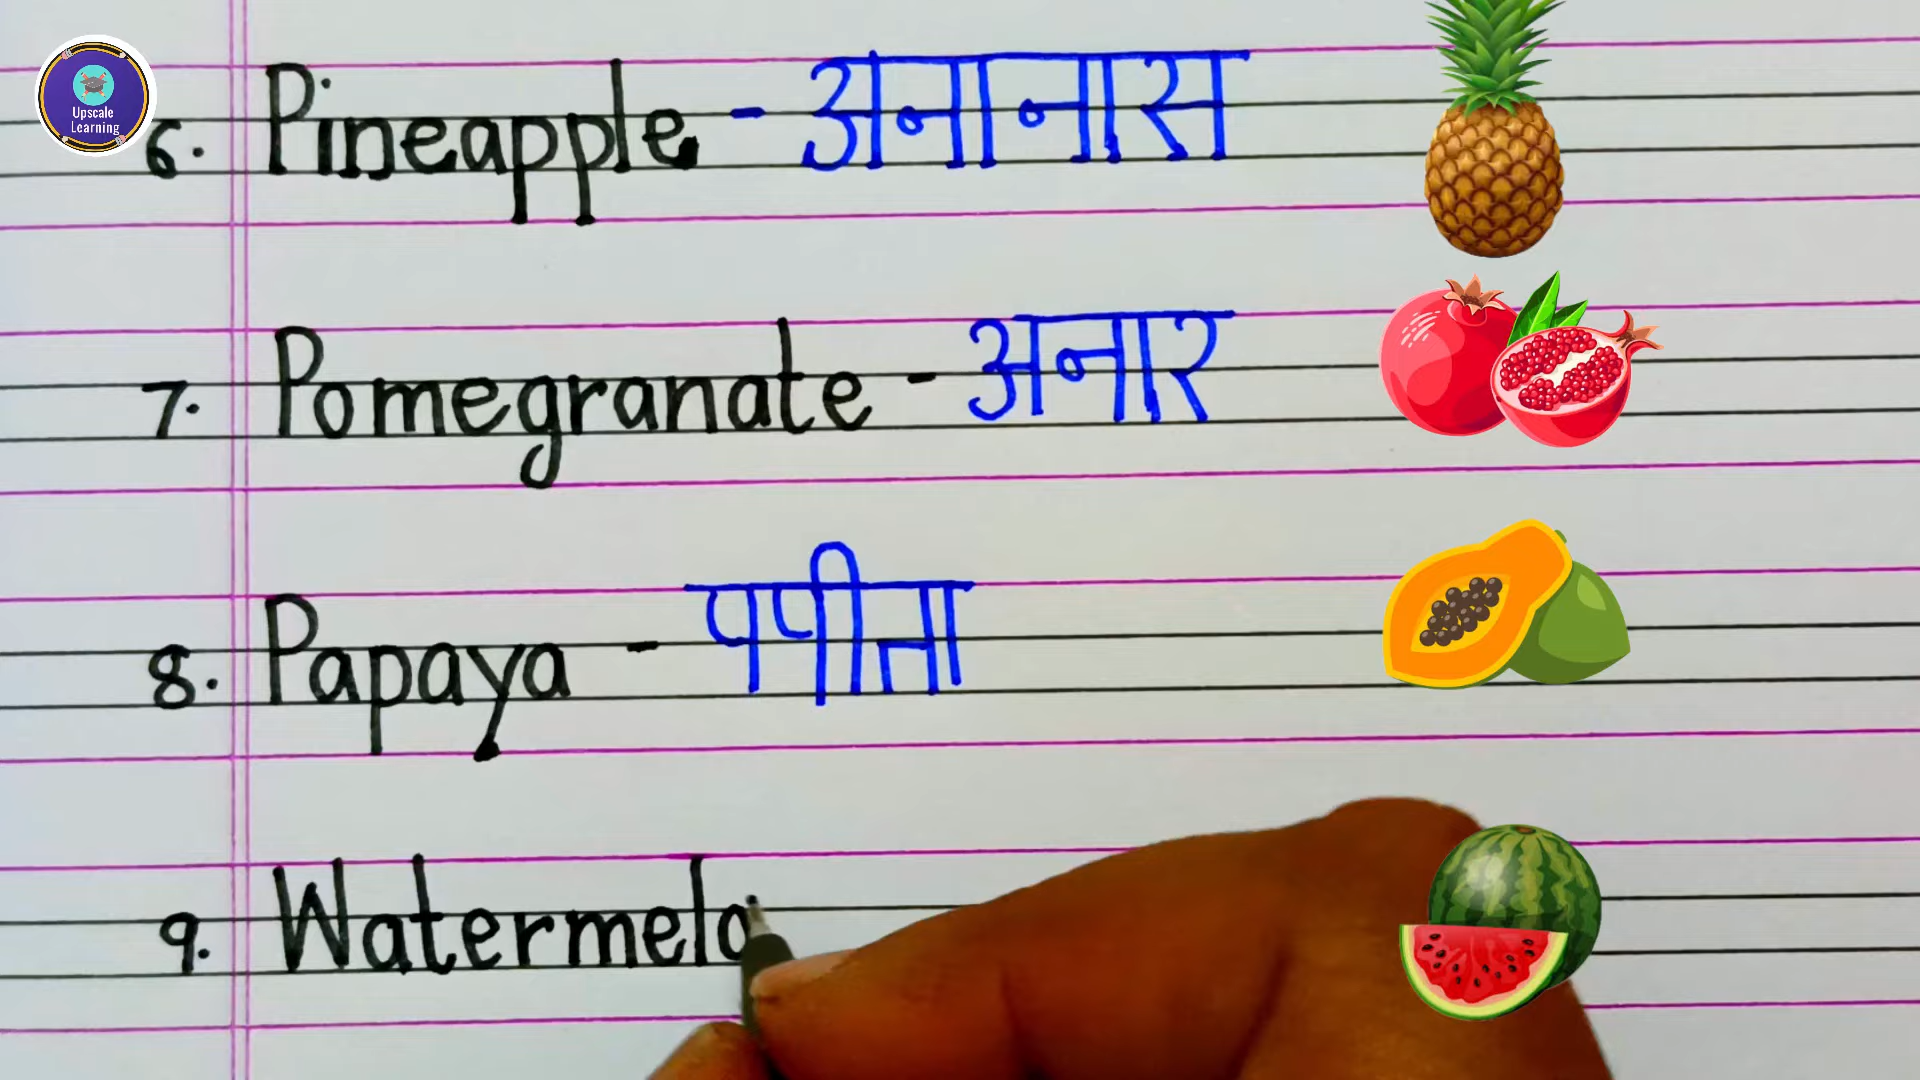 Upscale
Learning
6. Pineapple - अनानास
7. Pomegranate - अनार
8. Papaya - पपीता
9. Watermelo